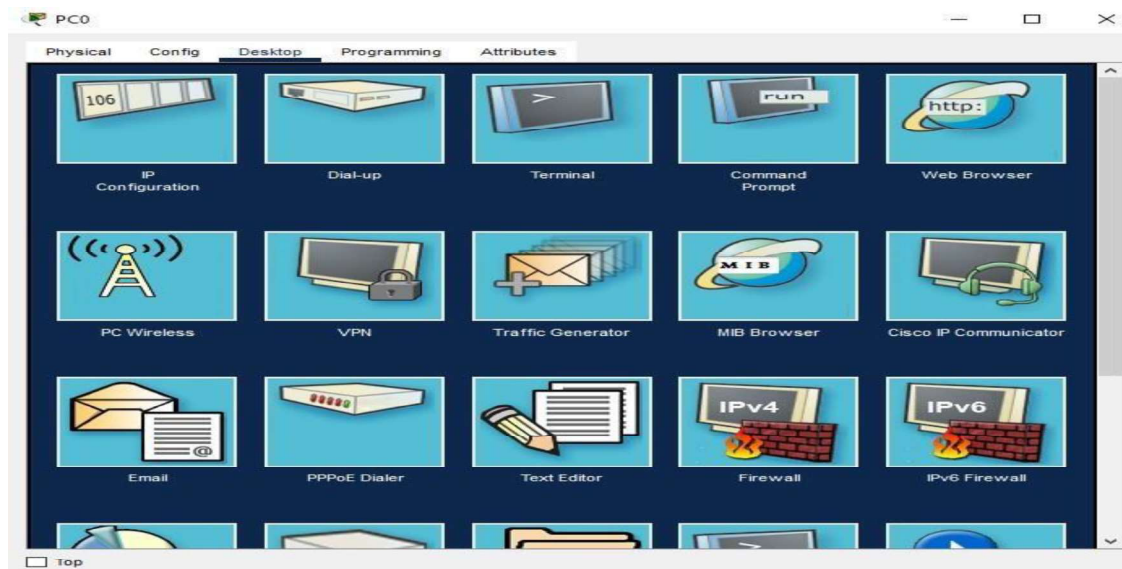 PC0
Physical Config Desktop Programming Attributes
106
>
run
http:
IP
Configuration
Dial-up
Terminal
Command
Prompt
Web Browser
MIB
PC Wireless
VPN
Traffic Generator
MIB Browser
Cisco IP Communicator
@
IPv4
IPv6
Email
PPPoE Dialer
Text Editor
Firewall
IPv6 Firewall
>
Top